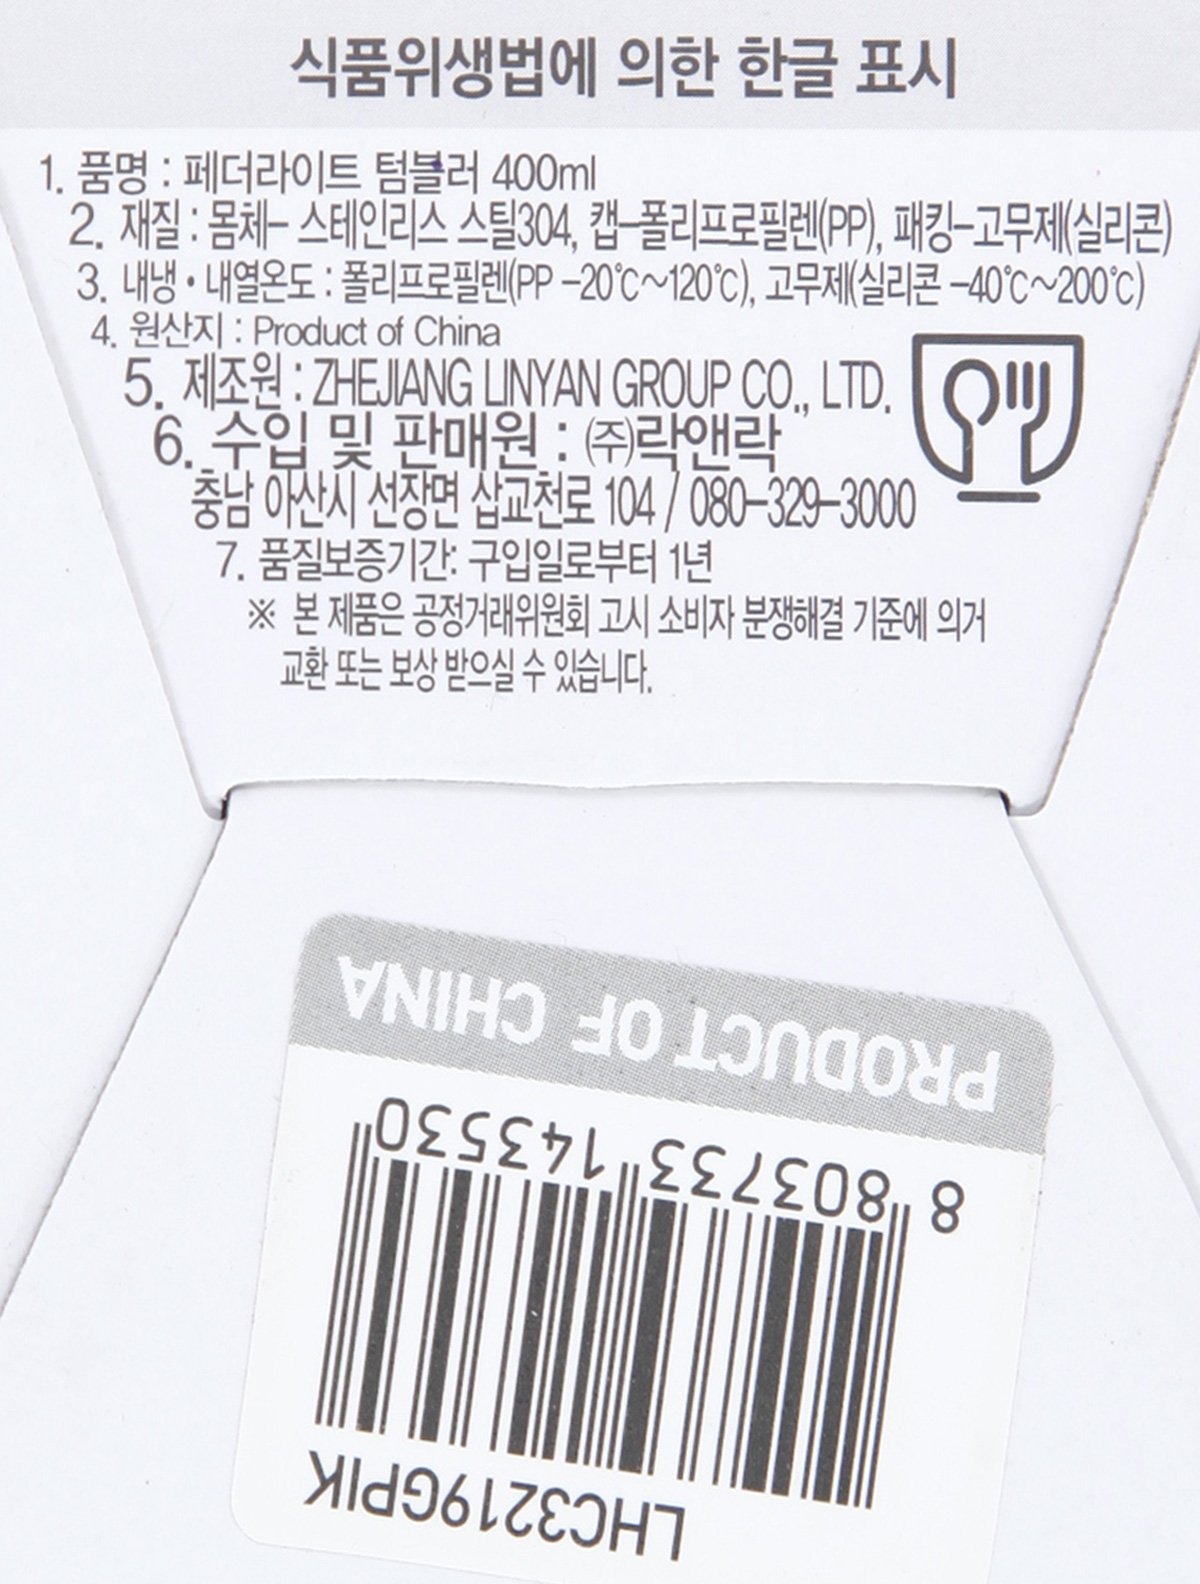 식품위생법에 의한 한글 표시
1. 품명 : 페더라이트 텀블러 400ml
2. 재질 : 몸체- 스테인리스 스틸304, 캡-폴리프로필렌(PP), 패킹-고무제(실리콘)
3. 내냉·내열온도 : 폴리프로필렌(PP -20℃~120℃), 고무제(실리콘 -40℃~200℃)
4. 원산지 : Product of China
5. 제조원 : ZHEJIANG LINYAN GROUP CO., LTD.
6. 수입 및 판매원 : ㈜락앤락
충남 아산시 선장면 삽교천로 104 / 080-329-3000
7. 품질보증기간: 구입일로부터 1년
※ 본 제품은 공정거래위원회 고시 소비자 분쟁해결 기준에 의거
교환 또는 보상 받으실 수 있습니다.
PRODUCT OF CHINA
8 803733 143530
LHC3219GPIK